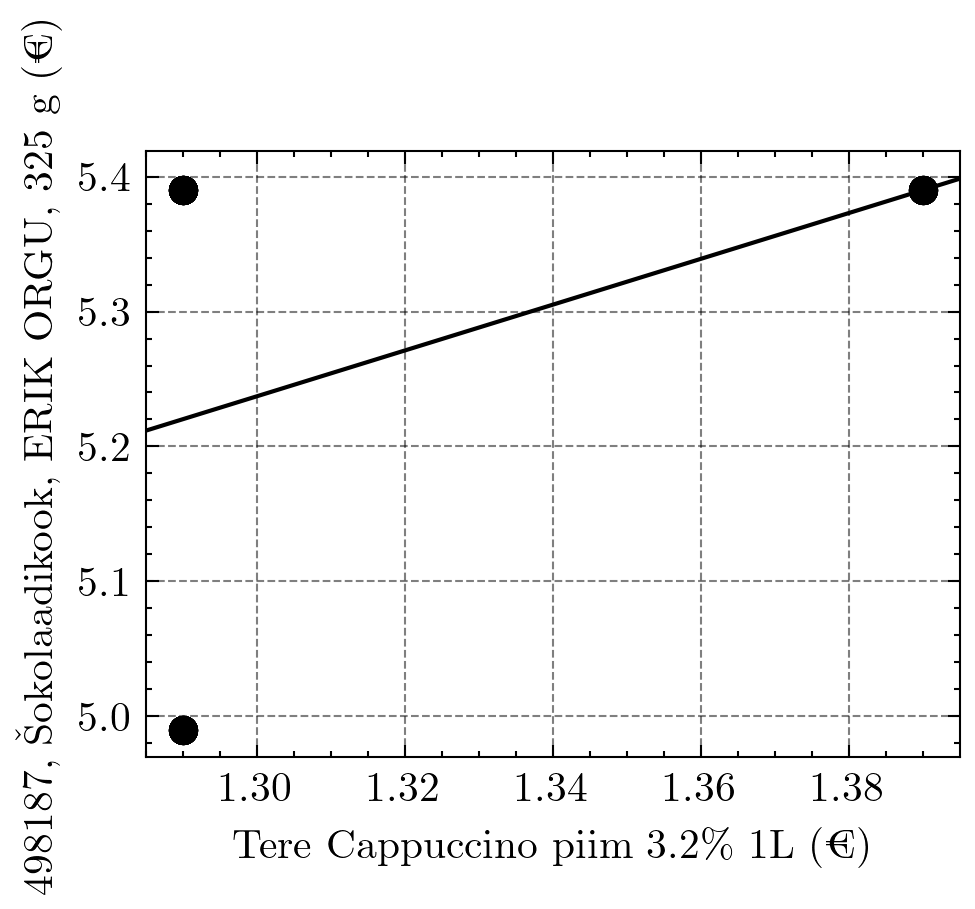 498187, Šokolaadikook, ERIK ORGU, 325 g (€)
5.4
5.3
5.2
5.1
5.0
1.30 1.32 1.34 1.36 1.38
Tere Cappuccino piim 3.2% 1L (€)